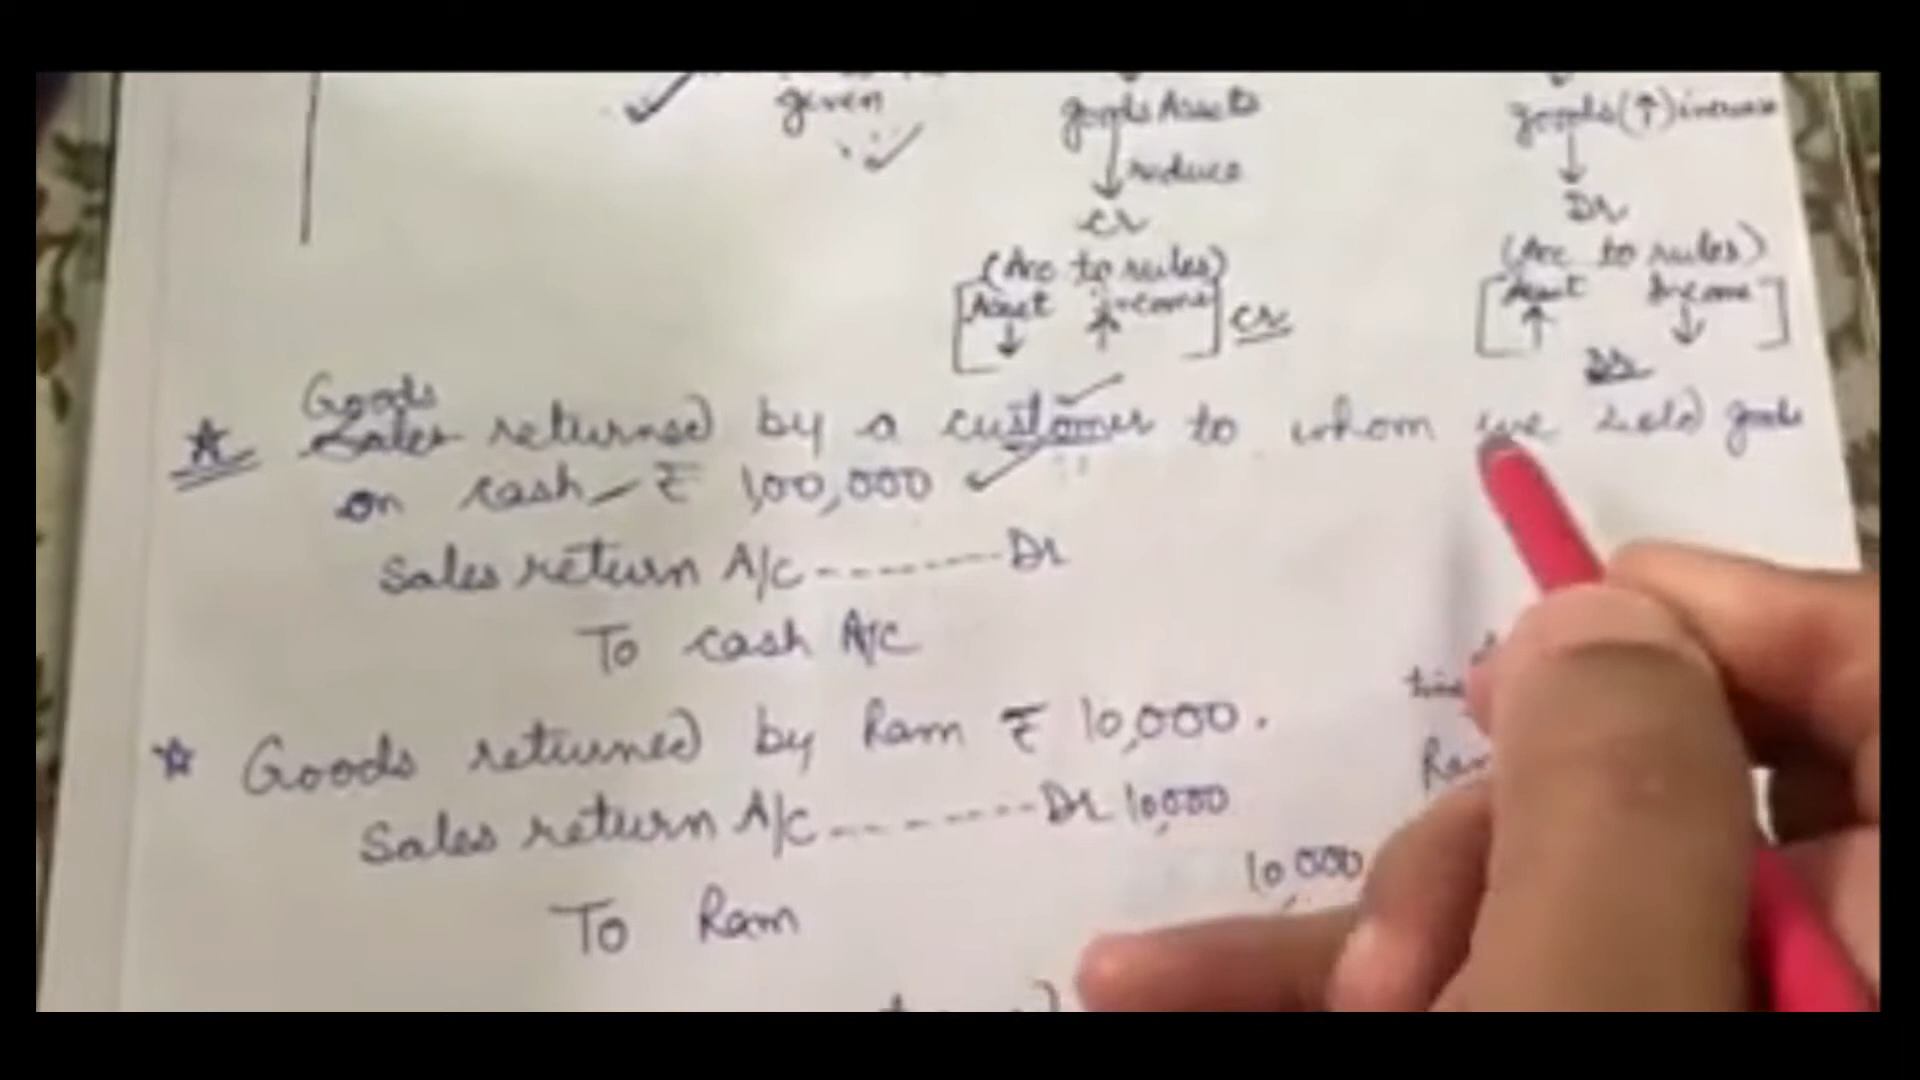 given
goods Assets
↓ reduce
Cr
(Acc to rules)
[Asset ↓ income ↑] Cr
goods (↑) increase
↓
Dr
(Acc to rules)
[Asset ↑ Income ↓]
Dr
Goods
☆ Sales returned by a customer to whom we sold goods
on cash ₹ 1,00,000
Sales return A/c -------- Dr
To cash A/c
☆ Goods returned by Ram ₹ 10,000.
Sales return A/c -------- Dr 10,000
10,000
To Ram